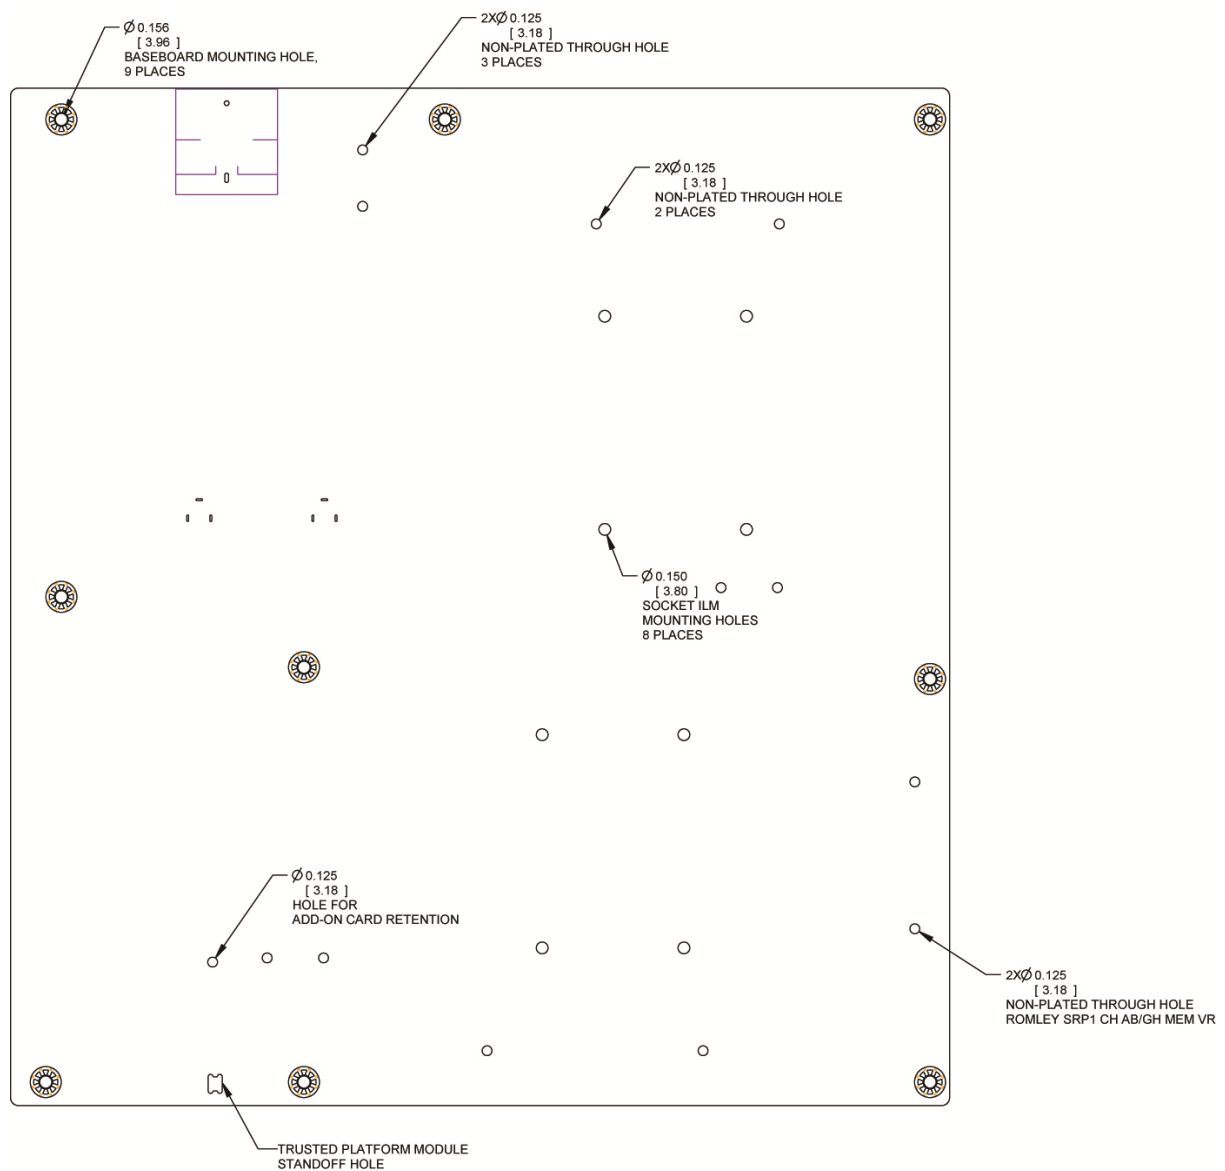 Ø 0.156
[ 3.96 ]
BASEBOARD MOUNTING HOLE,
9 PLACES
2XØ 0.125
[ 3.18 ]
NON-PLATED THROUGH HOLE
3 PLACES
2XØ 0.125
[ 3.18 ]
NON-PLATED THROUGH HOLE
2 PLACES
Ø 0.150
[ 3.80 ]
SOCKET ILM
MOUNTING HOLES
8 PLACES
Ø 0.125
[ 3.18 ]
HOLE FOR
ADD-ON CARD RETENTION
2XØ 0.125
[ 3.18 ]
NON-PLATED THROUGH HOLE
ROMLEY SRP1 CH AB/GH MEM VR
TRUSTED PLATFORM MODULE
STANDOFF HOLE